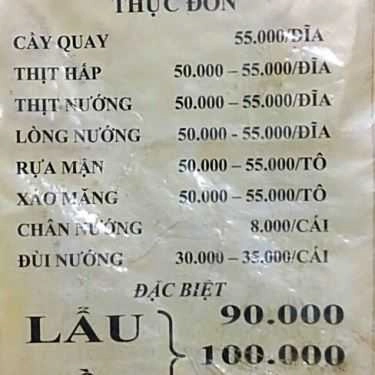 THỰC ĐƠN
CẦY QUAY 55.000/DĨA
THỊT HẤP 50.000 – 55.000/ĐĨA
THỊT NƯỚNG 50.000 – 55.000/ĐĨA
LÒNG NƯỚNG 50.000 - 55.000/ĐĨA
RỰA MẬN 50.000 – 55.000/TÔ
XÁO MĂNG 50.000 – 55.000/TÔ
CHÂN NƯỚNG 8.000/CÁI
ĐÙI NƯỚNG 30.000 – 35.000/CÁI
ĐẶC BIỆT
LẨU 90.000
100.000